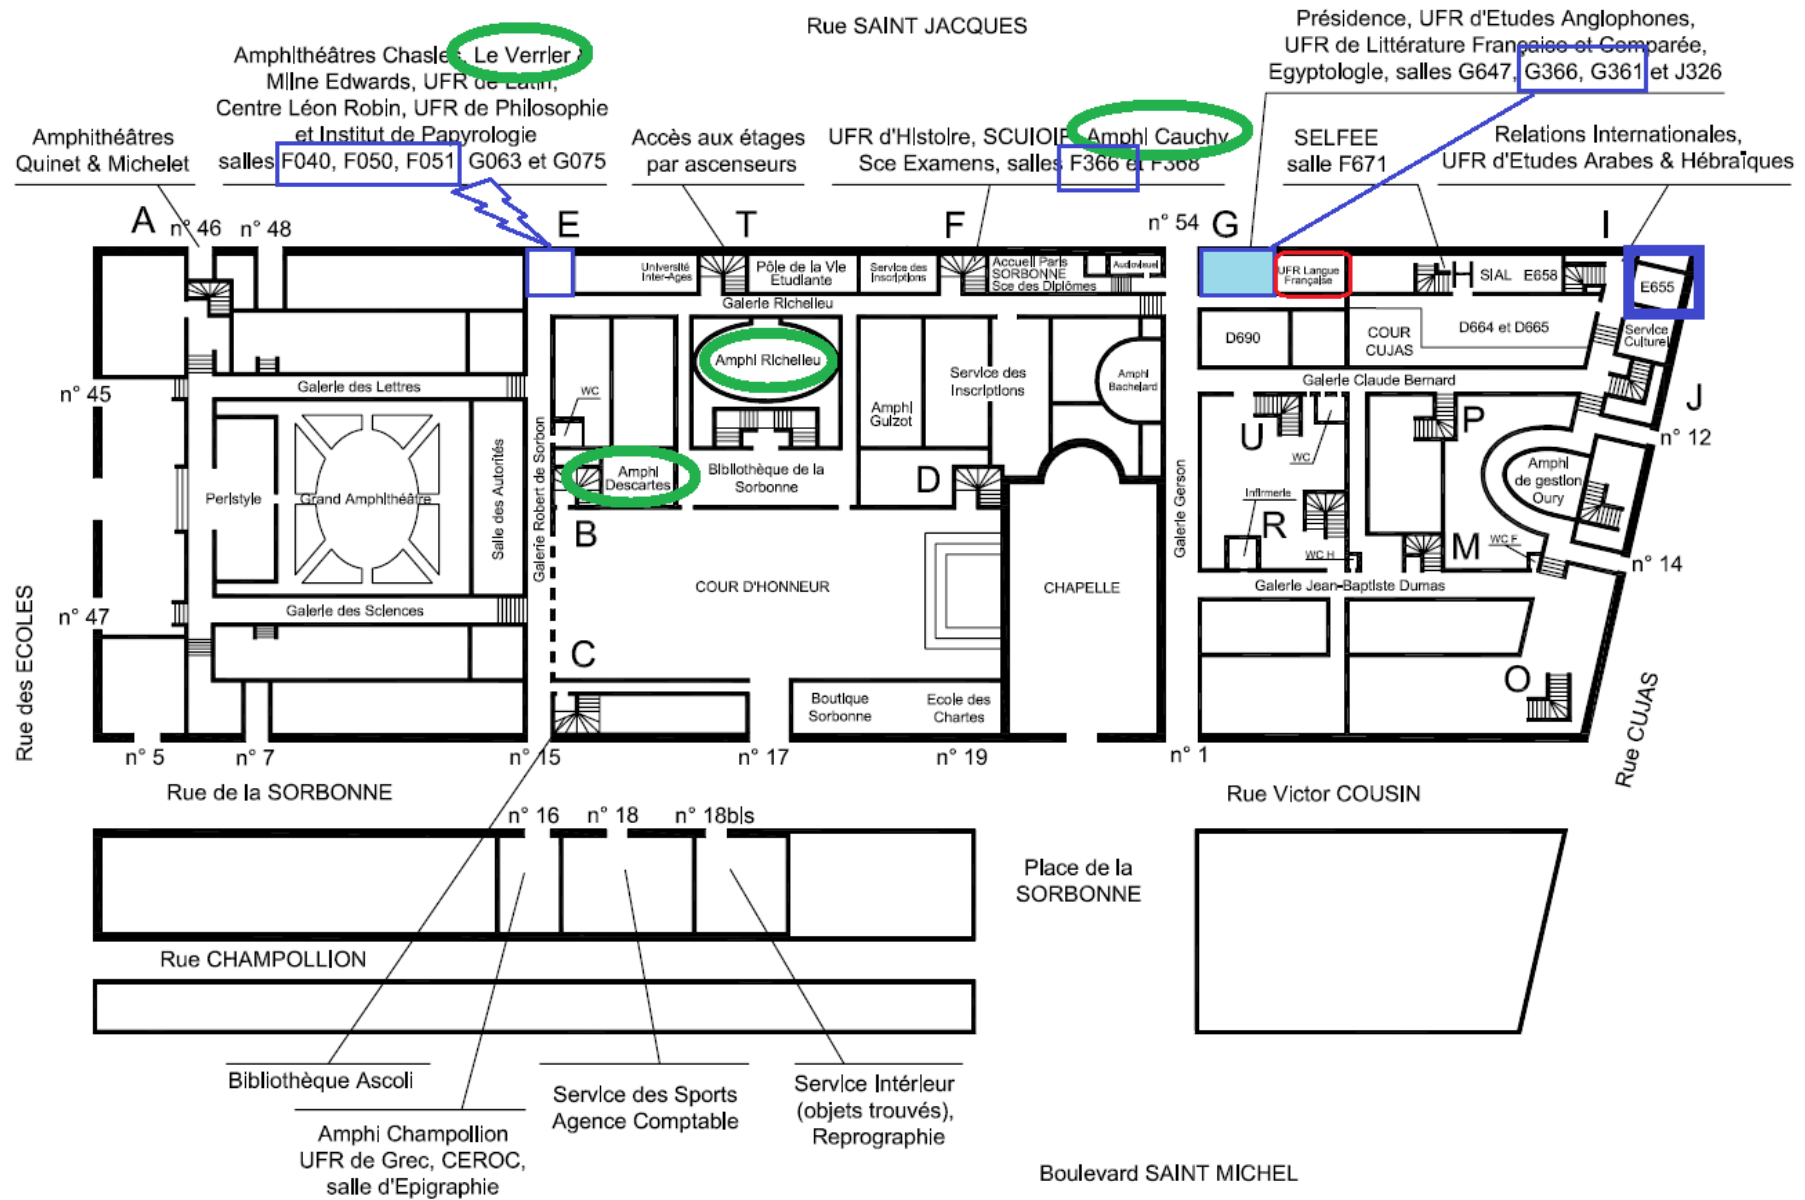 Rue SAINT JACQUES
Amphithéâtres Chasles, Le Verrier &
Milne Edwards, UFR de Latin,
Centre Léon Robin, UFR de Philosophie
et Institut de Papyrologie
salles F040, F050, F051, G063 et G075
Présidence, UFR d'Etudes Anglophones,
UFR de Littérature Française et Comparée,
Egyptologie, salles G647, G366, G361 et J326
Amphithéâtres
Quinet & Michelet
Accès aux étages
par ascenseurs
UFR d'Histoire, SCUIOIP, Amphi Cauchy
Sce Examens, salles F366 et F368
SELFEE
salle F671
Relations Internationales,
UFR d'Etudes Arabes & Hébraïques
A
n° 46
n° 48
E
T
F
n° 54
G
I
Université
Inter-Ages
Pôle de la Vie
Etudiante
Service des
Inscriptions
Accueil Paris
SORBONNE
Sce des Diplômes
Audiovisuel
UFR Langue
Française
H
SIAL
E658
E655
Galerie Richelieu
D690
COUR
CUJAS
D664 et D665
Service
Culturel
Amphi Richelieu
Service des
Inscriptions
Amphi
Bachelard
Galerie des Lettres
n° 45
WC
Amphi
Guizot
Galerie Claude Bernard
J
n° 12
U
P
WC
Peristyle
Grand Amphithéâtre
Salle des Autorités
Galerie Robert de Sorbon
Amphi
Descartes
Bibliothèque de la
Sorbonne
D
Galerie Gerson
Infirmerie
Amphi
de gestion
Oury
B
R
WC H
M
WC F
n° 14
COUR D'HONNEUR
CHAPELLE
Galerie Jean-Baptiste Dumas
Rue des ECOLES
n° 47
Galerie des Sciences
C
O
Boutique
Sorbonne
Ecole des
Chartes
Rue CUJAS
n° 5
n° 7
n° 15
n° 17
n° 19
n° 1
Rue de la SORBONNE
Rue Victor COUSIN
n° 16
n° 18
n° 18bis
Place de la
SORBONNE
Rue CHAMPOLLION
Bibliothèque Ascoli
Amphi Champollion
UFR de Grec, CEROC,
salle d'Epigraphie
Service des Sports
Agence Comptable
Service Intérieur
(objets trouvés),
Reprographie
Boulevard SAINT MICHEL